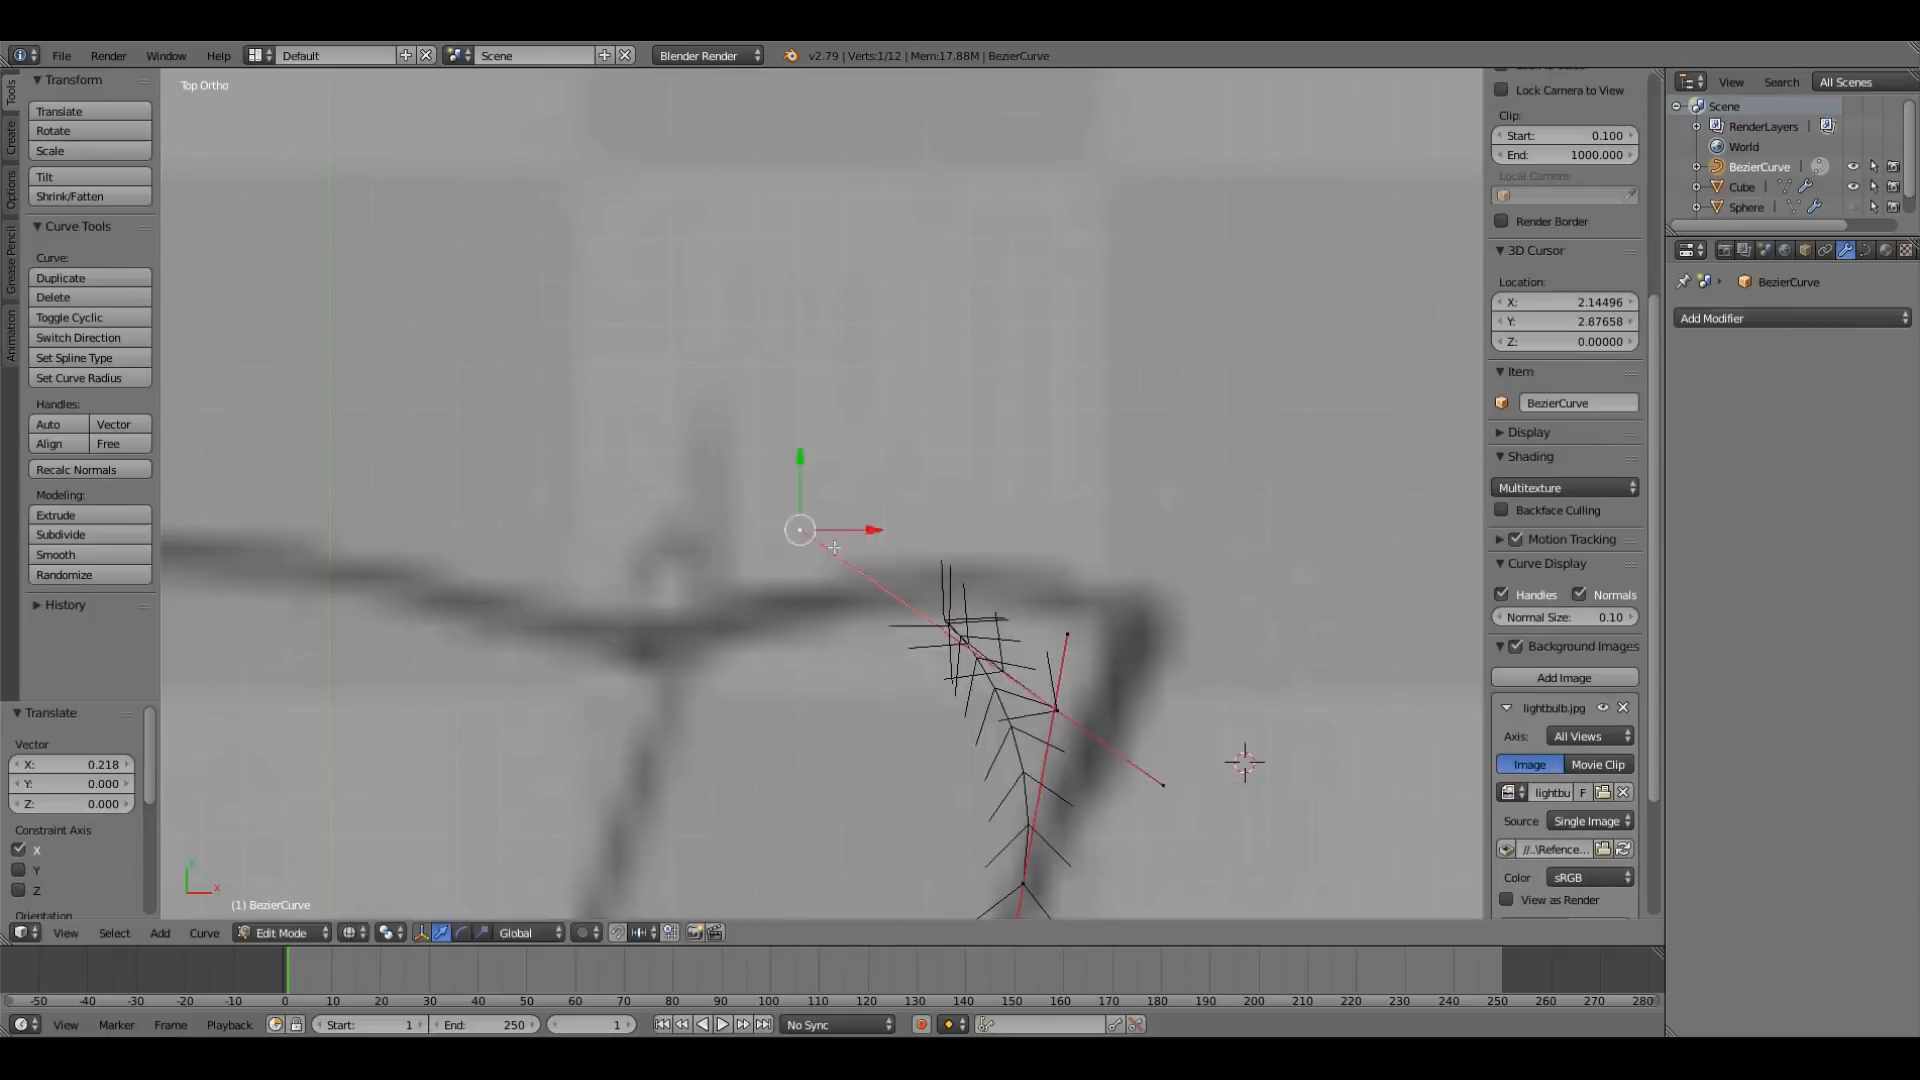 File Render Window Help Default Scene Blender Render v2.79 | Verts:1/12 | Mem:17.88M | BezierCurve
Tools
Create
Options
Grease Pencil
Animation
Transform
Translate
Rotate
Scale
Tilt
Shrink/Fatten
Curve Tools
Curve:
Duplicate
Delete
Toggle Cyclic
Switch Direction
Set Spline Type
Set Curve Radius
Handles:
Auto Vector
Align Free
Recalc Normals
Modeling:
Extrude
Subdivide
Smooth
Randomize
History
Translate
Vector
X: 0.218
Y: 0.000
Z: 0.000
Constraint Axis
X
Y
Z
Orientation
Top Ortho
x
(1) BezierCurve
Lock Camera to View
Clip:
Start: 0.100
End: 1000.000
Local Camera:
Render Border
3D Cursor
Location:
X: 2.14496
Y: 2.87658
Z: 0.00000
Item
BezierCurve
Display
Shading
Multitexture
Backface Culling
Motion Tracking
Curve Display
Handles Normals
Normal Size: 0.10
Background Images
Add Image
lightbulb.jpg
Axis: All Views
Image Movie Clip
lightbu F
Source Single Image
//..\Refence...
Color sRGB
View as Render
View Search All Scenes
Scene
RenderLayers
World
BezierCurve
Cube
Sphere
BezierCurve
Add Modifier
View Select Add Curve Edit Mode Global
-50 -40 -30 -20 -10 0 10 20 30 40 50 60 70 80 90 100 110 120 130 140 150 160 170 180 190 200 210 220 230 240 250 260 270 280
View Marker Frame Playback Start: 1 End: 250 1 No Sync